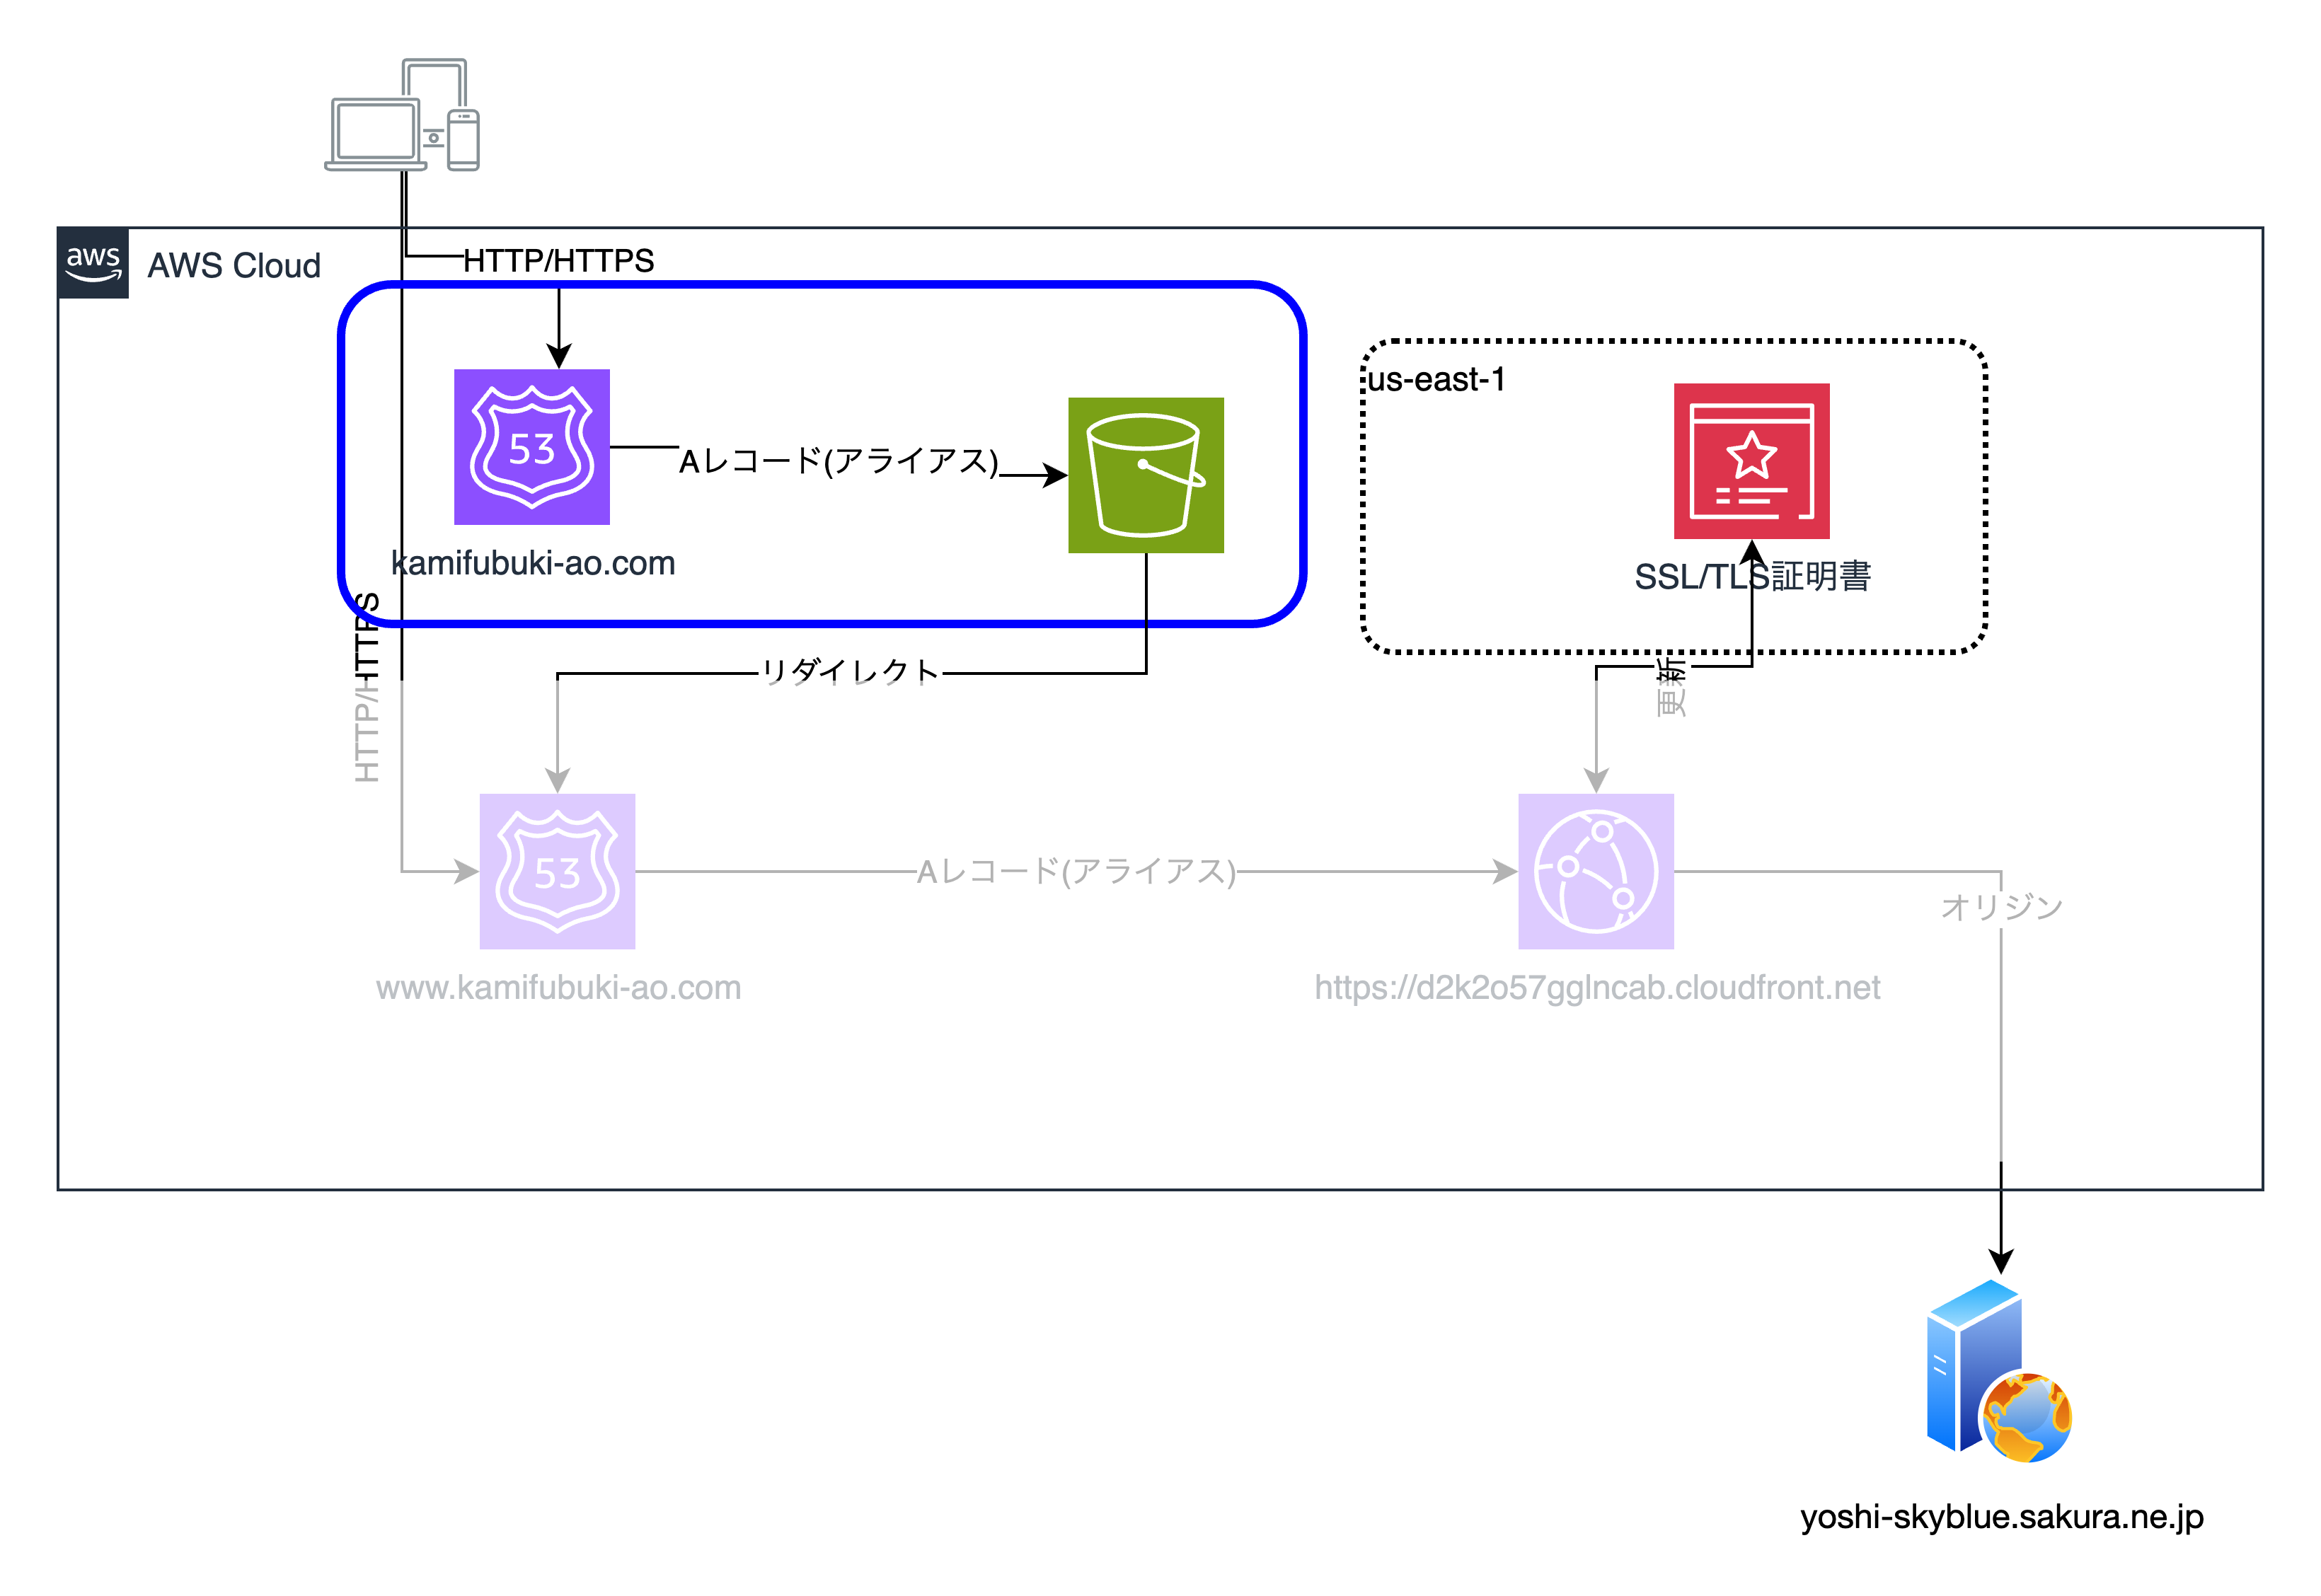 aws
AWS Cloud
HTTP/HTTPS
53
Aレコード(アライアス)
kamifubuki-ao.com
us-east-1
SSL/TLS証明書
HTTP/HTTPS
リダイレクト
更新
53
Aレコード(アライアス)
オリジン
www.kamifubuki-ao.com
https://d2k2o57gglncab.cloudfront.net
yoshi-skyblue.sakura.ne.jp